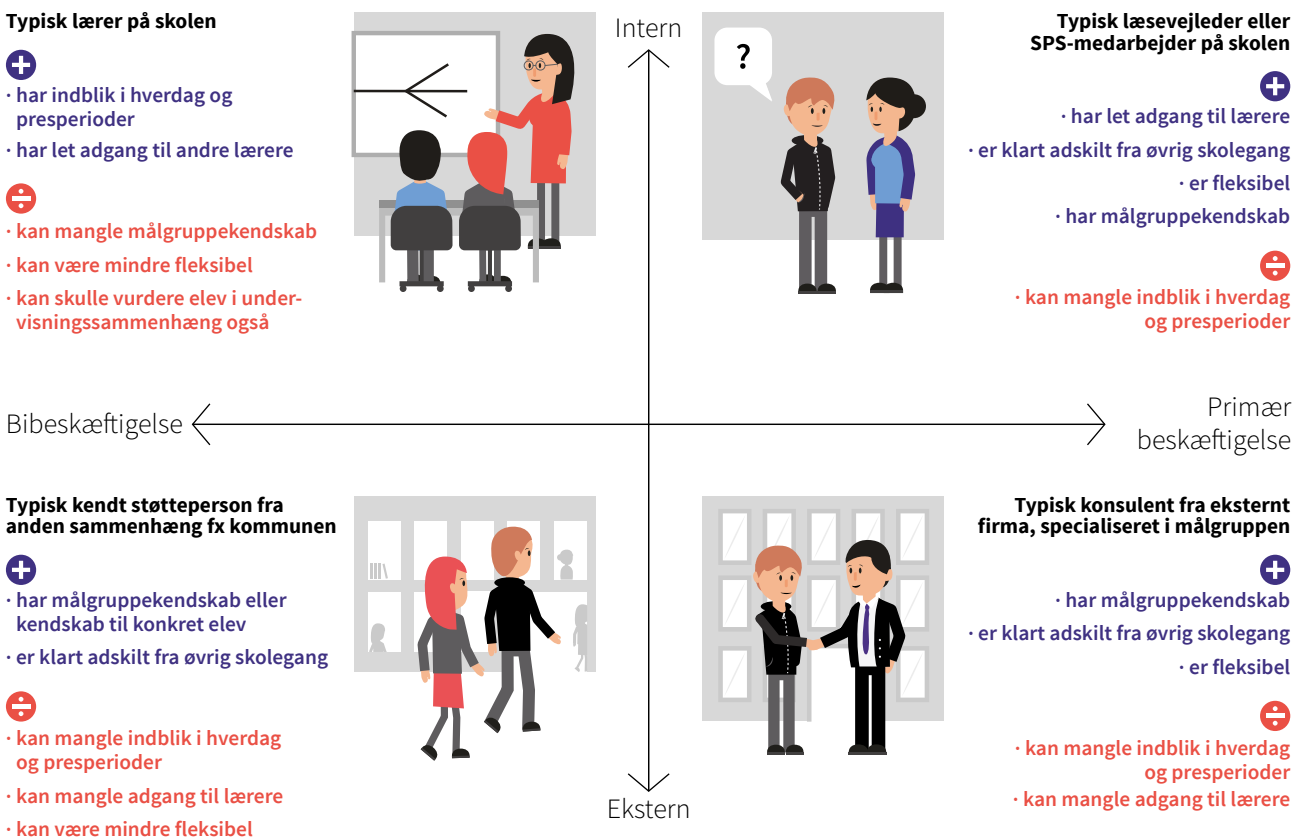 Typisk lærer på skolen
· har indblik i hverdag og
presperioder
· har let adgang til andre lærere
· kan mangle målgruppekendskab
· kan være mindre fleksibel
· kan skulle vurdere elev i under-
visningssammenhæng også
Intern
?
Typisk læsevejleder eller
SPS-medarbejder på skolen
· har let adgang til lærere
· er klart adskilt fra øvrig skolegang
· er fleksibel
· har målgruppekendskab
· kan mangle indblik i hverdag
og presperioder
Bibeskæftigelse
Primær
beskæftigelse
Typisk kendt støtteperson fra
anden sammenhæng fx kommunen
· har målgruppekendskab eller
kendskab til konkret elev
· er klart adskilt fra øvrig skolegang
· kan mangle indblik i hverdag
og presperioder
· kan mangle adgang til lærere
· kan være mindre fleksibel
Typisk konsulent fra eksternt
firma, specialiseret i målgruppen
· har målgruppekendskab
· er klart adskilt fra øvrig skolegang
· er fleksibel
· kan mangle indblik i hverdag
og presperioder
· kan mangle adgang til lærere
Ekstern